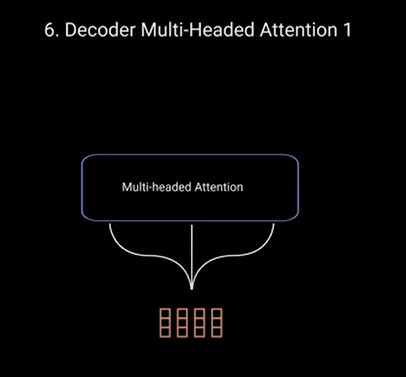 6. Decoder Multi-Headed Attention 1
Multi-headed Attention